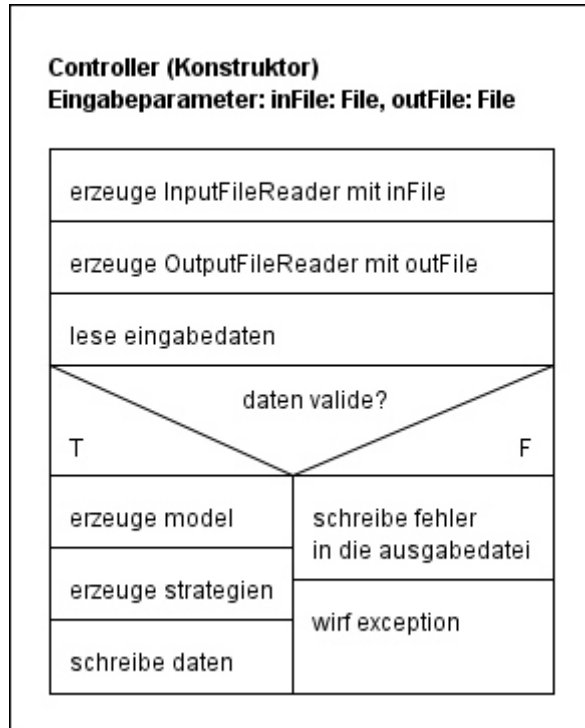 Controller (Konstruktor)
Eingabeparameter: inFile: File, outFile: File
erzeuge InputFileReader mit inFile
erzeuge OutputFileReader mit outFile
lese eingabedaten
daten valide?
T
F
erzeuge model
erzeuge strategien
schreibe daten
schreibe fehler
in die ausgabedatei
wirf exception